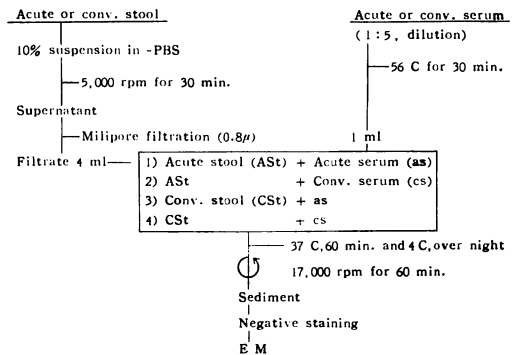 Acute or conv. stool
Acute or conv. serum
(1:5, dilution)
10% suspension in -PBS
56 C for 30 min.
5,000 rpm for 30 min.
Supernatant
Milipore filtration (0.8μ)
1 ml
Filtrate 4 ml
1) Acute stool (ASt) + Acute serum (as)
2) ASt + Conv. serum (cs)
3) Conv. stool (CSt) + as
4) CSt + cs
37 C, 60 min. and 4 C, over night
17,000 rpm for 60 min.
Sediment
Negative staining
E M